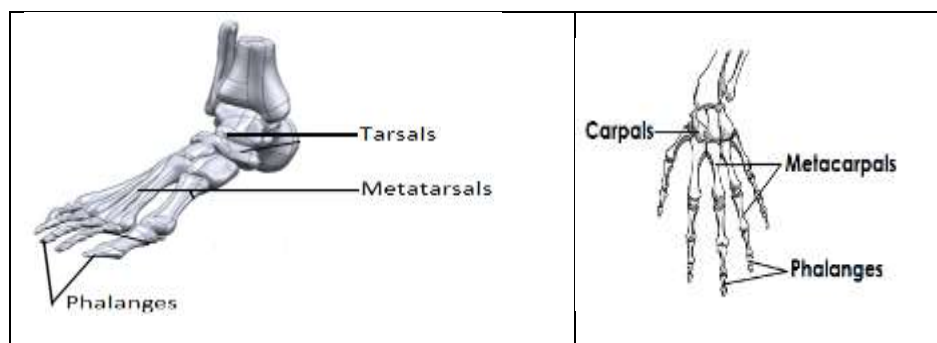 Tarsals
Metatarsals
Phalanges
Carpals
Metacarpals
Phalanges